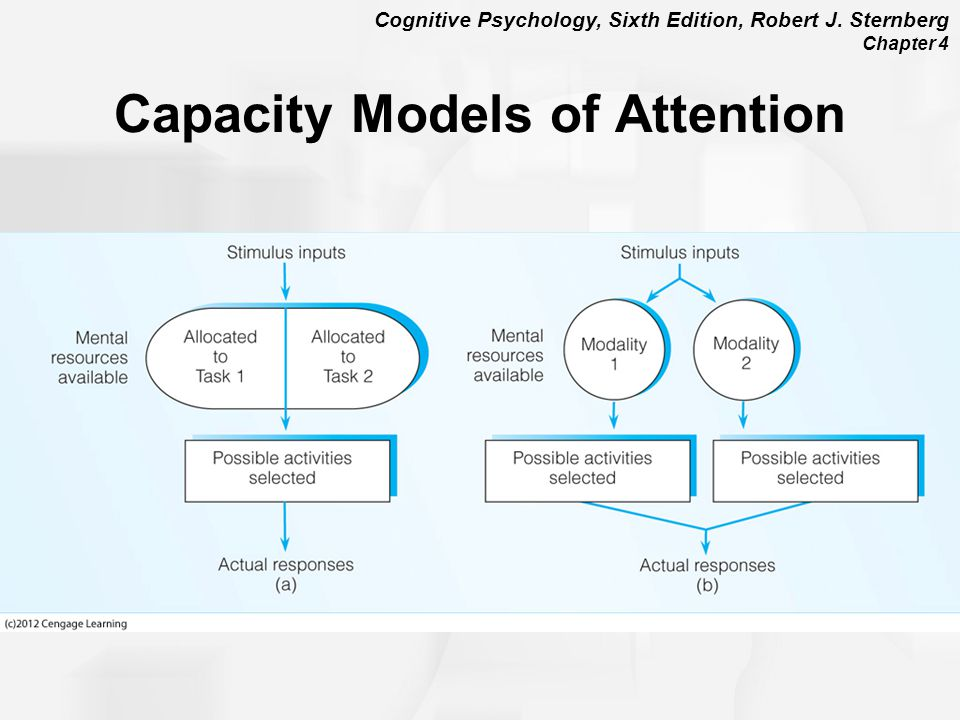 Cognitive Psychology, Sixth Edition, Robert J. Sternberg
Chapter 4
Capacity Models of Attention
Stimulus inputs
Mental
resources
available
Allocated
to
Task 1
Allocated
to
Task 2
Possible activities
selected
Actual responses
(a)
Stimulus inputs
Mental
resources
available
Modality
1
Modality
2
Possible activities
selected
Possible activities
selected
Actual responses
(b)
(c)2012 Cengage Learning